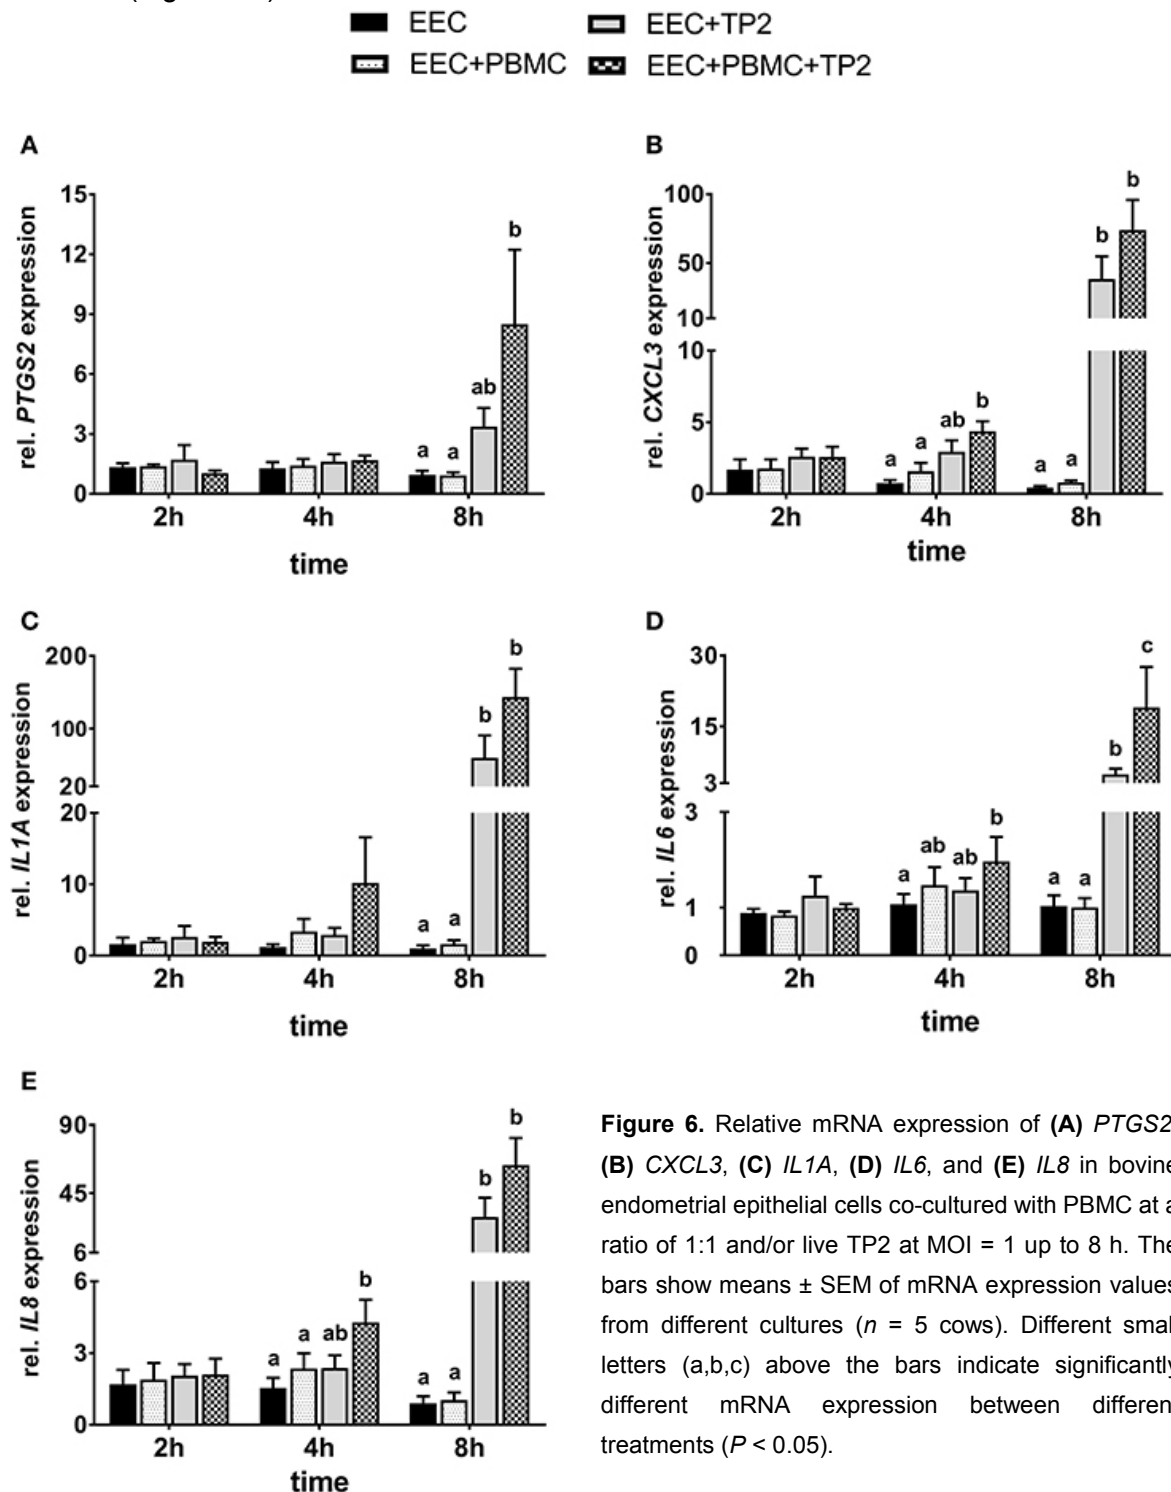 EEC
EEC+TP2
EEC+PBMC
EEC+PBMC+TP2
A
rel. PTGS2 expression
15
12
9
6
3
0
a
a
ab
b
2h
4h
8h
time
B
rel. CXCL3 expression
100
50
10
10
5
0
a
a
ab
b
a
a
b
b
2h
4h
8h
time
C
rel. IL1A expression
200
100
20
20
10
0
a
a
b
b
2h
4h
8h
time
D
rel. IL6 expression
30
15
3
3
1
0
a
ab
ab
b
a
a
b
c
2h
4h
8h
time
E
rel. IL8 expression
90
45
6
6
3
0
a
a
ab
b
a
a
b
b
2h
4h
8h
time
Figure 6. Relative mRNA expression of (A) PTGS2
(B) CXCL3, (C) IL1A, (D) IL6, and (E) IL8 in bovine
endometrial epithelial cells co-cultured with PBMC at a
ratio of 1:1 and/or live TP2 at MOI = 1 up to 8 h. The
bars show means ± SEM of mRNA expression values
from different cultures (n = 5 cows). Different smal
letters (a,b,c) above the bars indicate significantly
different mRNA expression between differen
treatments (P < 0.05).